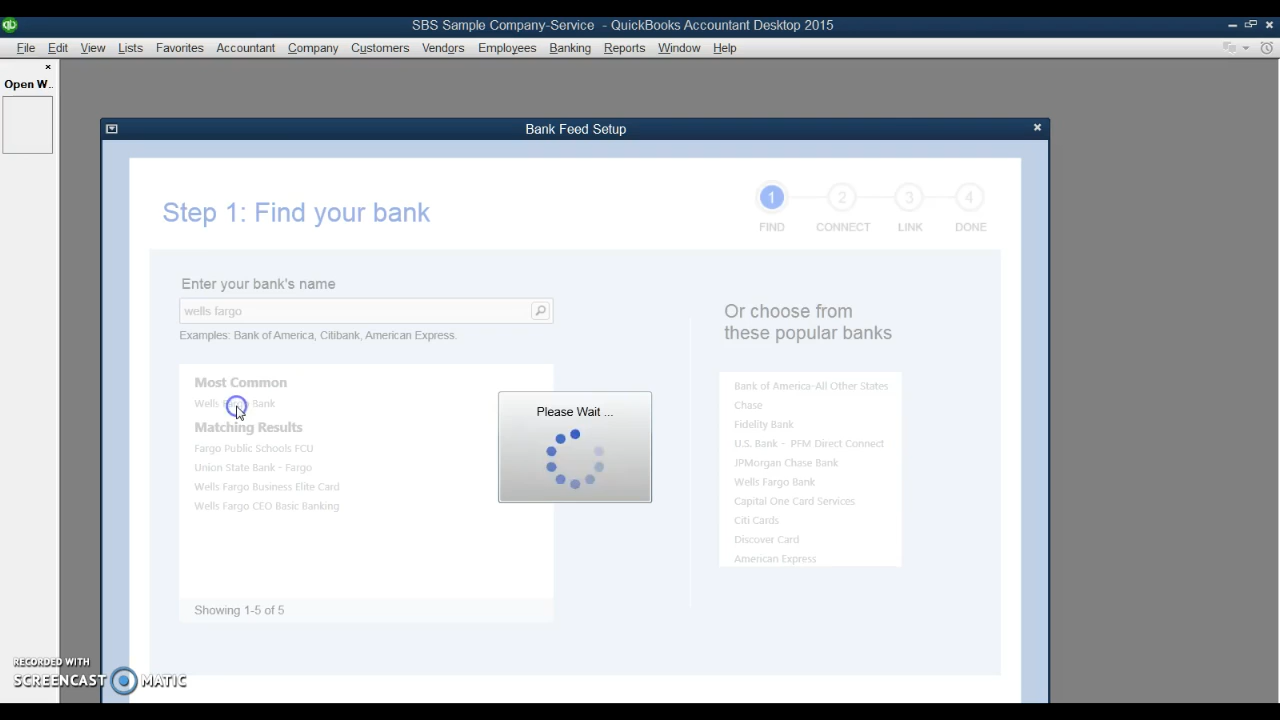 SBS Sample Company-Service - QuickBooks Accountant Desktop 2015
File Edit View Lists Favorites Accountant Company Customers Vendors Employees Banking Reports Window Help
Open W..
Bank Feed Setup
Step 1: Find your bank
1 2 3 4
FIND CONNECT LINK DONE
Enter your bank's name
wells fargo
Examples: Bank of America, Citibank, American Express.
Most Common
Wells Fargo Bank
Matching Results
Fargo Public Schools FCU
Union State Bank - Fargo
Wells Fargo Business Elite Card
Wells Fargo CEO Basic Banking
Showing 1-5 of 5
Please Wait ...
Or choose from
these popular banks
Bank of America-All Other States
Chase
Fidelity Bank
U.S. Bank - PFM Direct Connect
JPMorgan Chase Bank
Wells Fargo Bank
Capital One Card Services
Citi Cards
Discover Card
American Express
RECORDED WITH
SCREENCAST MATIC